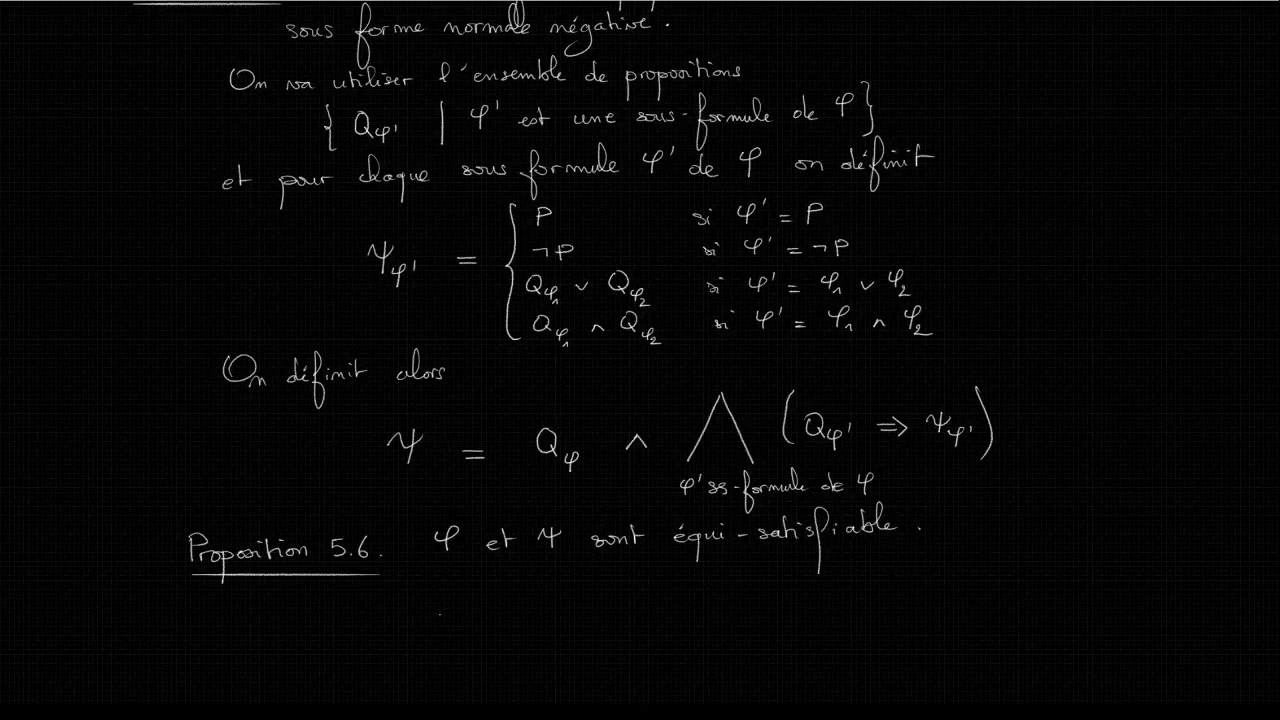 sous forme normale négative.
On va utiliser l'ensemble de propositions
{ Qφ' | φ' est une sous-formule de φ }
et pour chaque sous formule φ' de φ on définit
P si φ' = P
¬P si φ' = ¬P
Ψφ' = { Qφ₁ ∨ Qφ₂ si φ' = φ₁ ∨ φ₂
Qφ₁ ∧ Qφ₂ si φ' = φ₁ ∧ φ₂
On définit alors
Ψ = Qφ ∧ ⋀ (Qφ' ⇒ Ψφ')
φ' ss-formule de φ
Proposition 5.6. φ et Ψ sont équi-satisfiable.